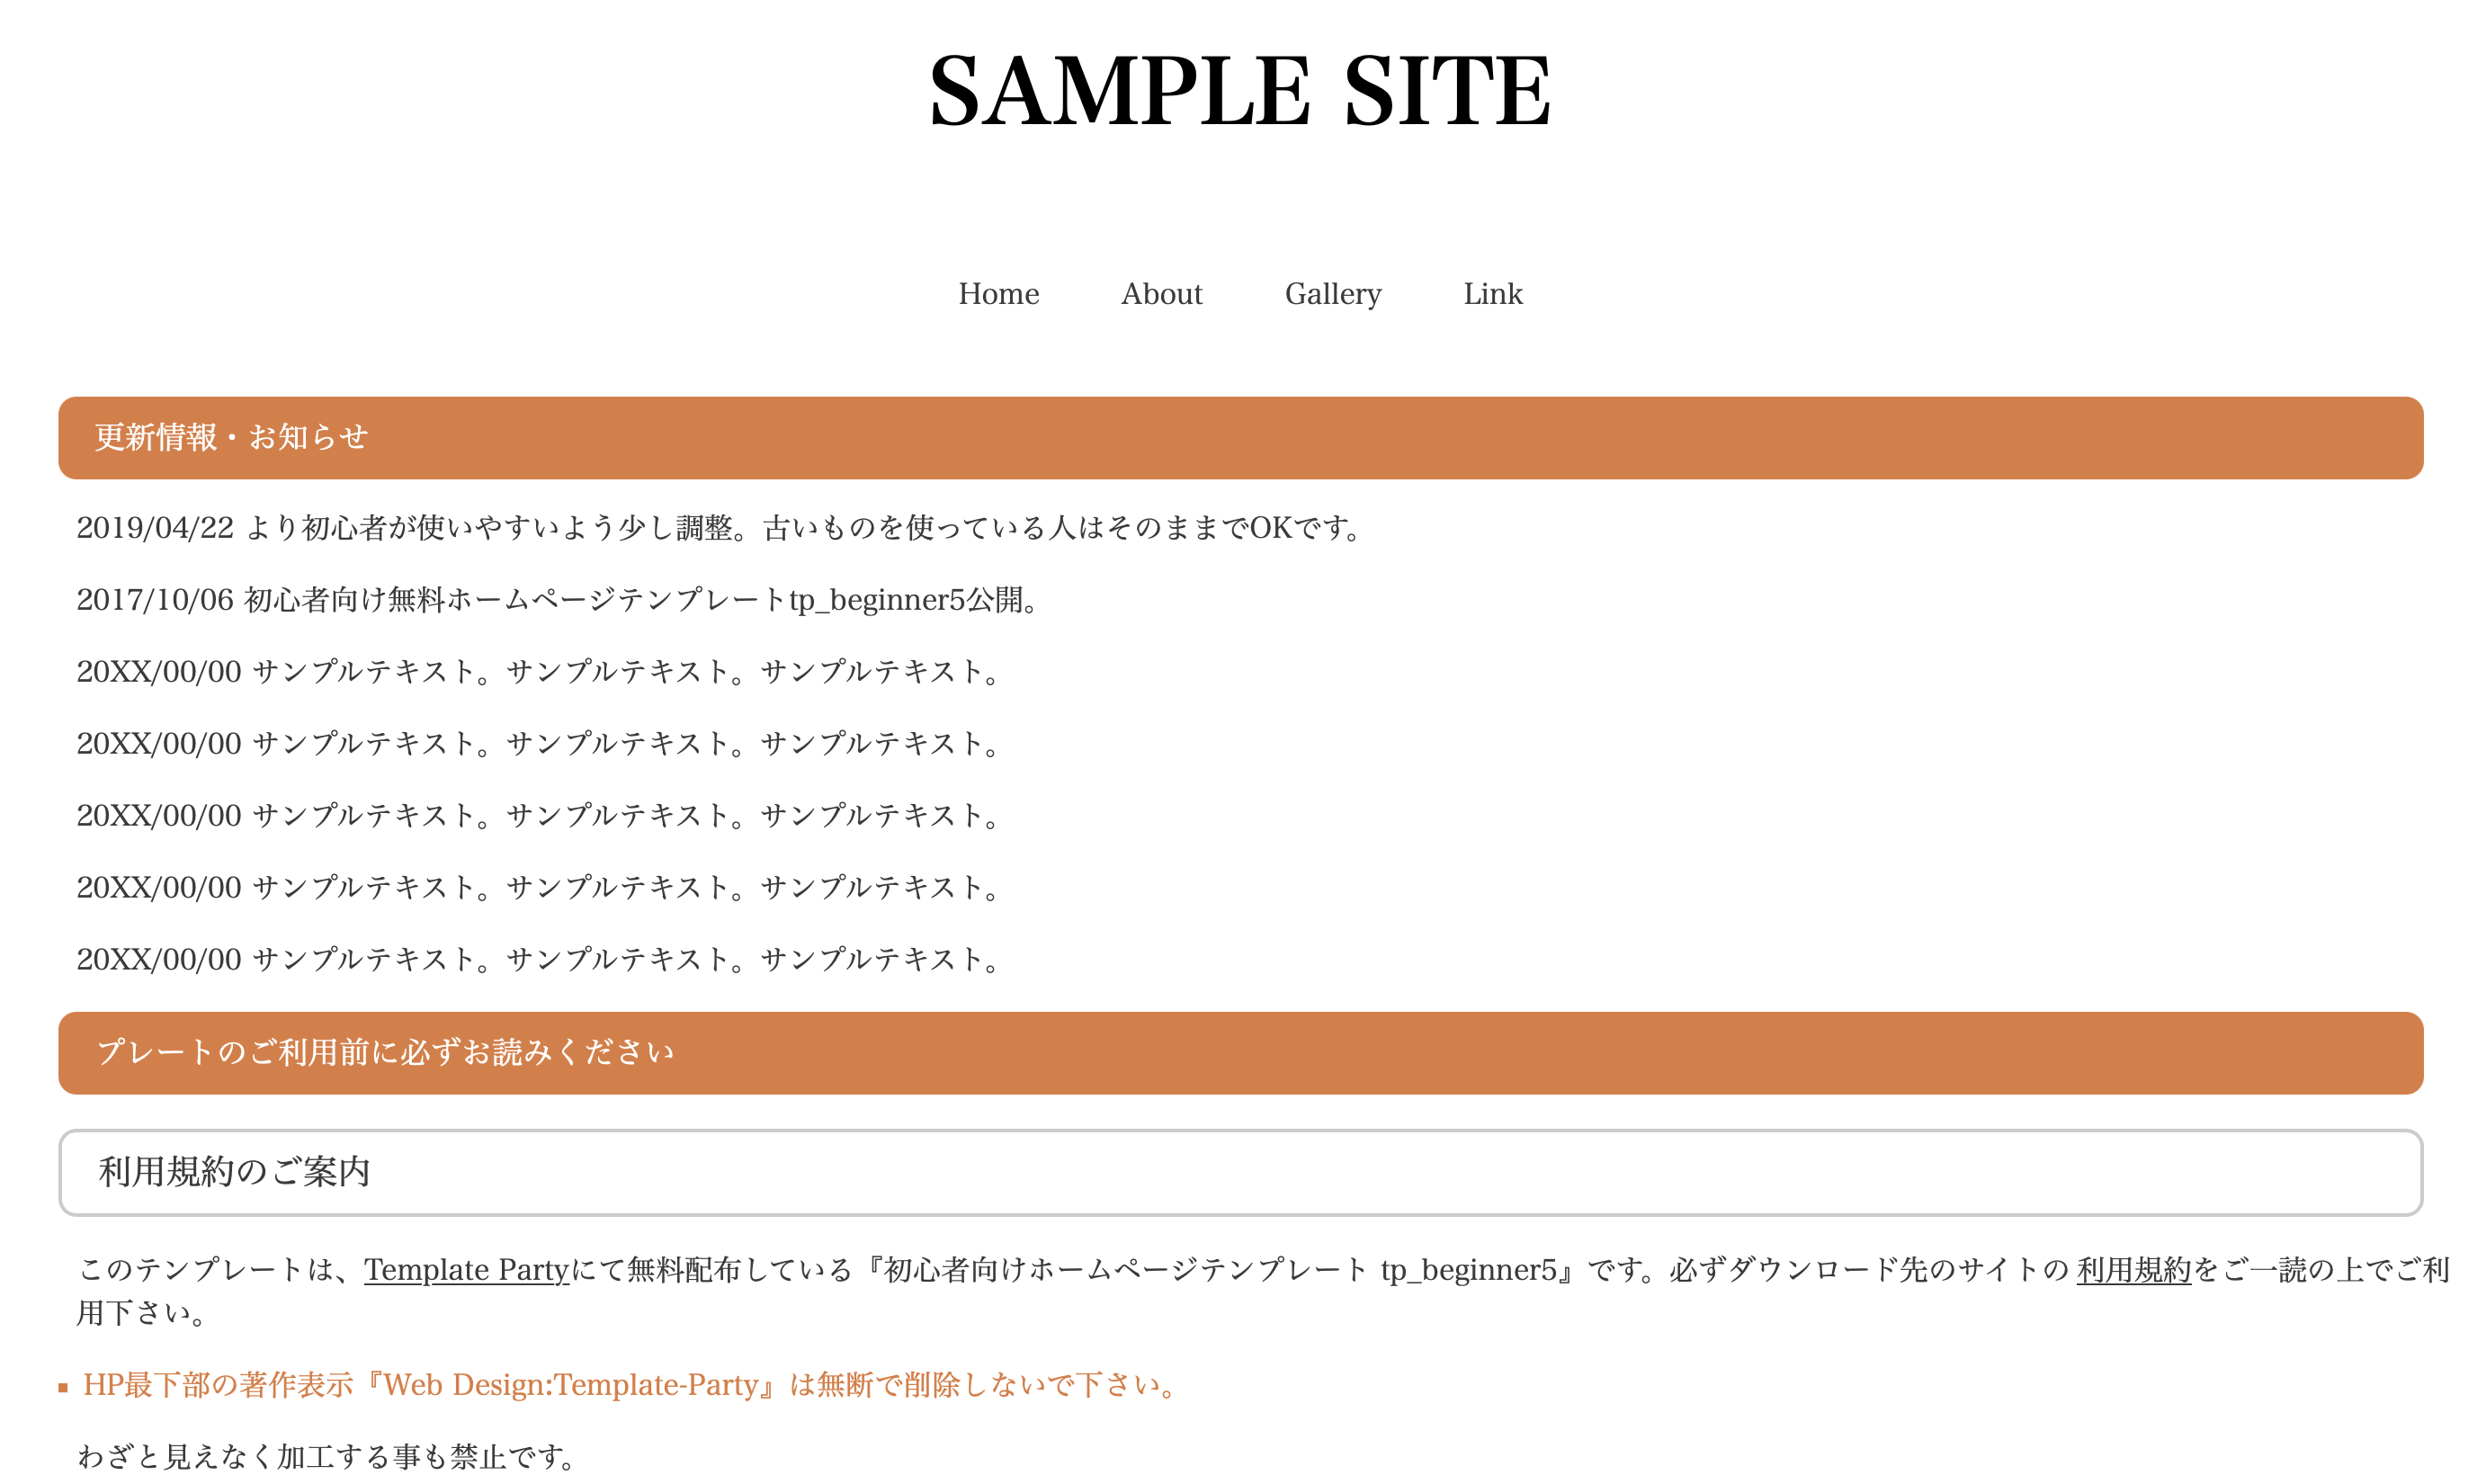 SAMPLE SITE
Home About Gallery Link
更新情報・お知らせ
2019/04/22 より初心者が使いやすいよう少し調整。古いものを使っている人はそのままでOKです。
2017/10/06 初心者向け無料ホームページテンプレートtp_beginner5公開。
20XX/00/00 サンプルテキスト。サンプルテキスト。サンプルテキスト。
20XX/00/00 サンプルテキスト。サンプルテキスト。サンプルテキスト。
20XX/00/00 サンプルテキスト。サンプルテキスト。サンプルテキスト。
20XX/00/00 サンプルテキスト。サンプルテキスト。サンプルテキスト。
20XX/00/00 サンプルテキスト。サンプルテキスト。サンプルテキスト。
プレートのご利用前に必ずお読みください
利用規約のご案内
このテンプレートは、Template Partyにて無料配布している『初心者向けホームページテンプレート tp_beginner5』です。必ずダウンロード先のサイトの 利用規約をご一読の上でご利
用下さい。
HP最下部の著作表示『Web Design:Template-Party』は無断で削除しないで下さい。
わざと見えなく加工する事も禁止です。